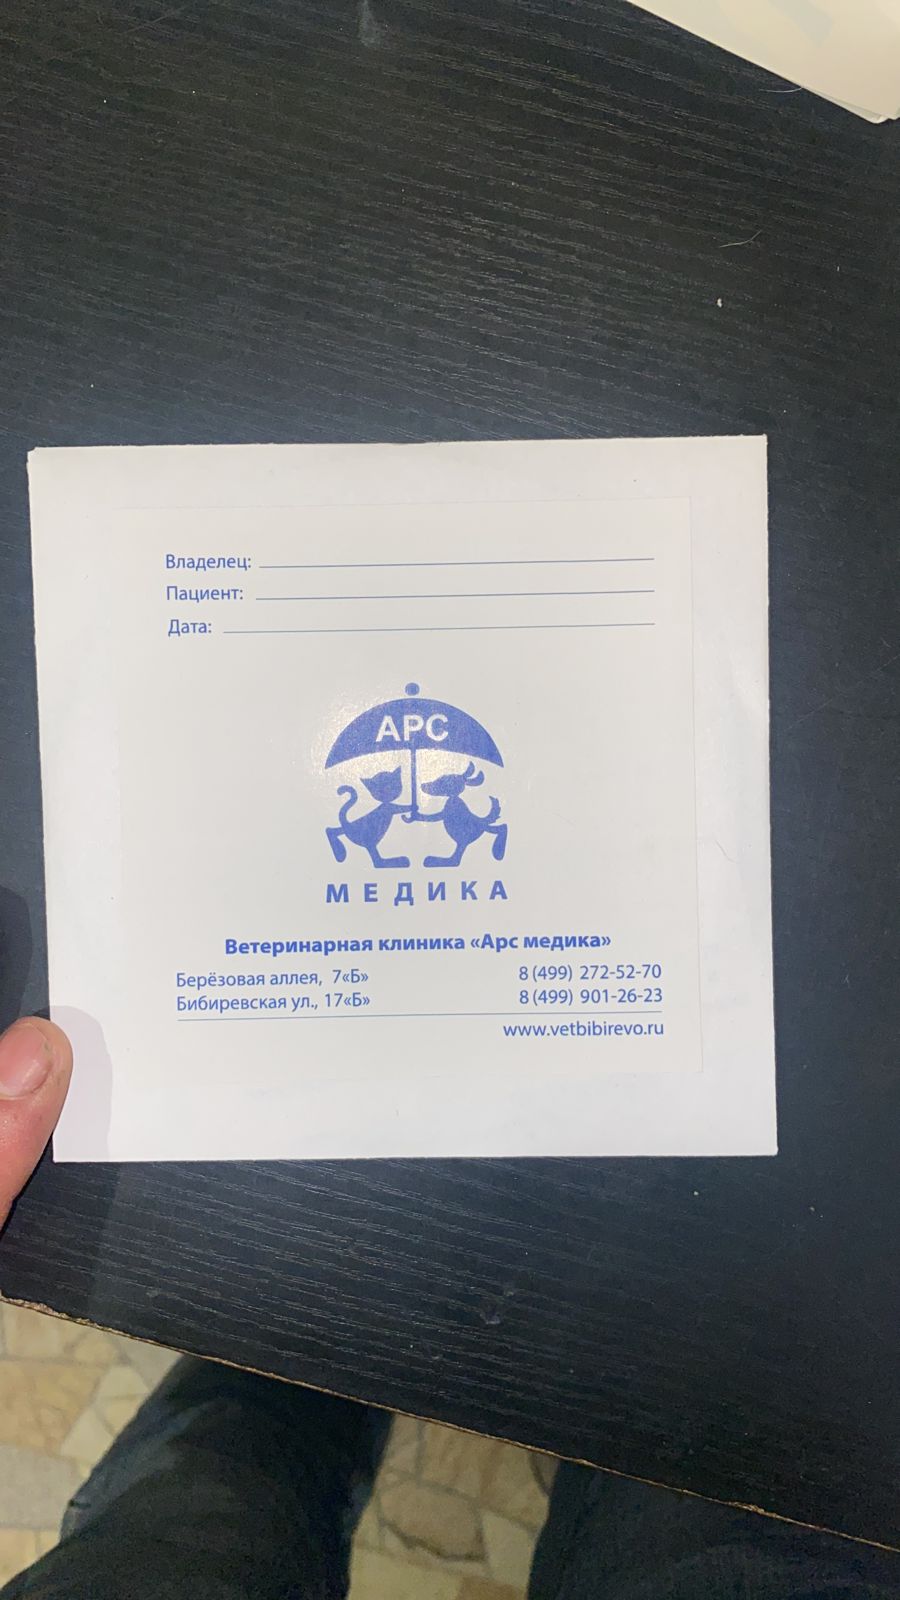 Владелец:
Пациент:
Дата:
АРС
МЕДИКА
Ветеринарная клиника «Арс медика»
Берёзовая аллея, 7«Б» 8 (499) 272-52-70
Бибиревская ул., 17«Б» 8 (499) 901-26-23
www.vetbibirevo.ru